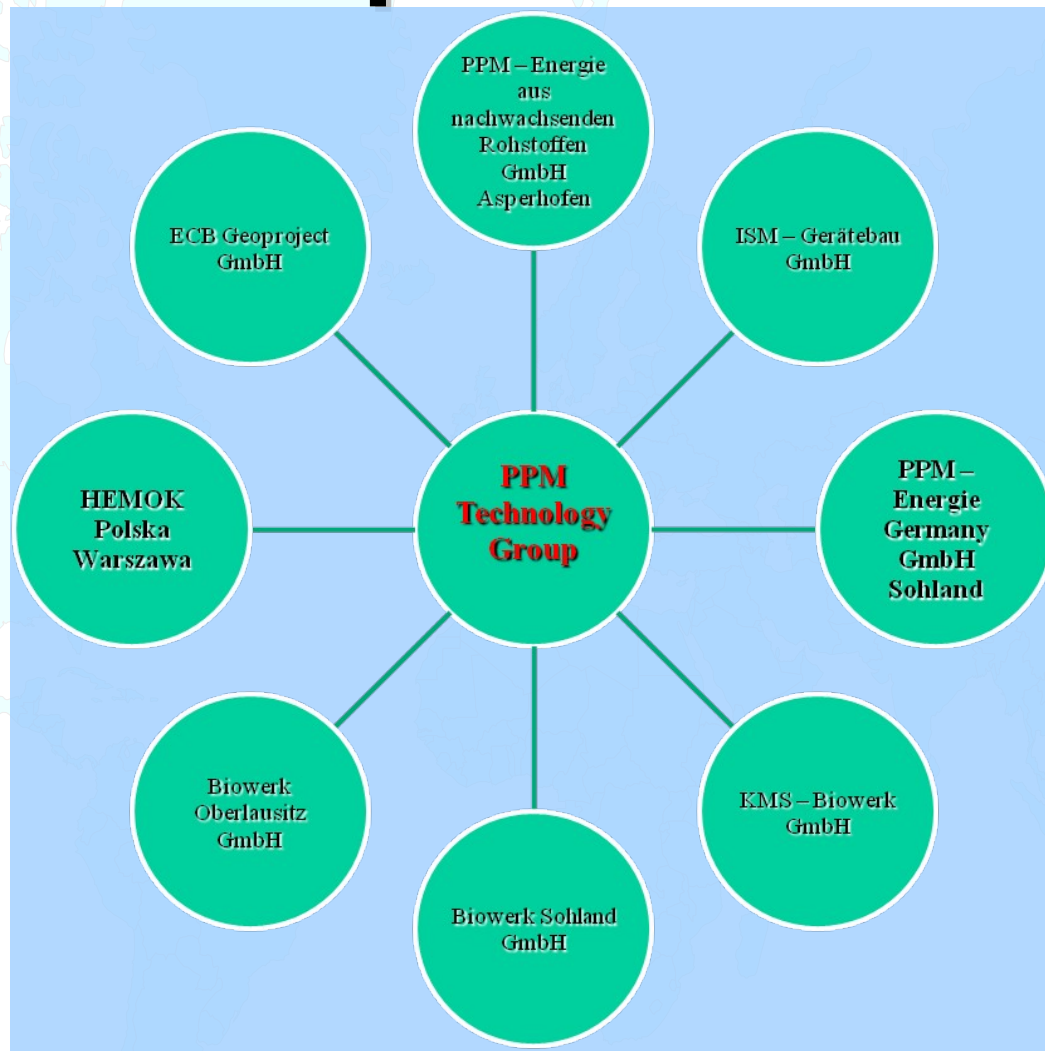 PPM – Energie
aus
nachwachsenden
Rohstoffen
GmbH
Asperhofen
ECB Geoproject
GmbH
ISM – Gerätebau
GmbH
HEMOK
Polska
Warszawa
PPM
Technology
Group
PPM –
Energie
Germany
GmbH
Sohland
Biowerk
Oberlausitz
GmbH
KMS – Biowerk
GmbH
Biowerk Sohland
GmbH